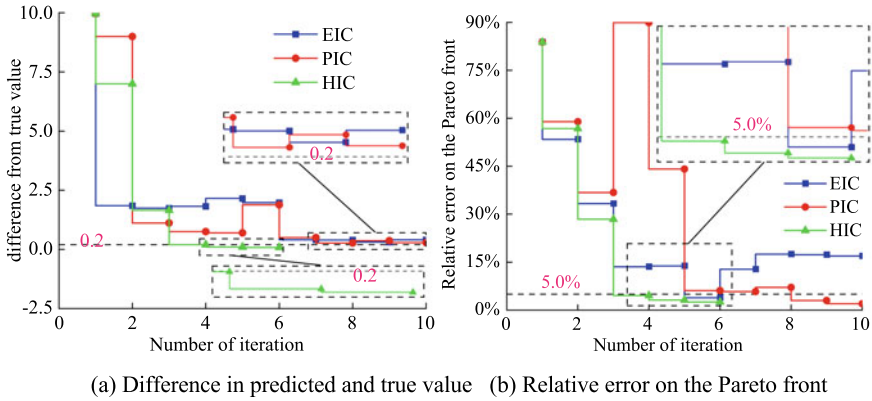 10.0
7.5
5.0
2.5
0.0
-2.5
difference from true value
EIC
PIC
HIC
0.2
0.2
0.2
0 2 4 6 8 10
Number of iteration
(a) Difference in predicted and true value
90%
75%
60%
45%
30%
15%
0%
Relative error on the Pareto front
5.0%
EIC
PIC
HIC
5.0%
0 2 4 6 8 10
Number of iteration
(b) Relative error on the Pareto front